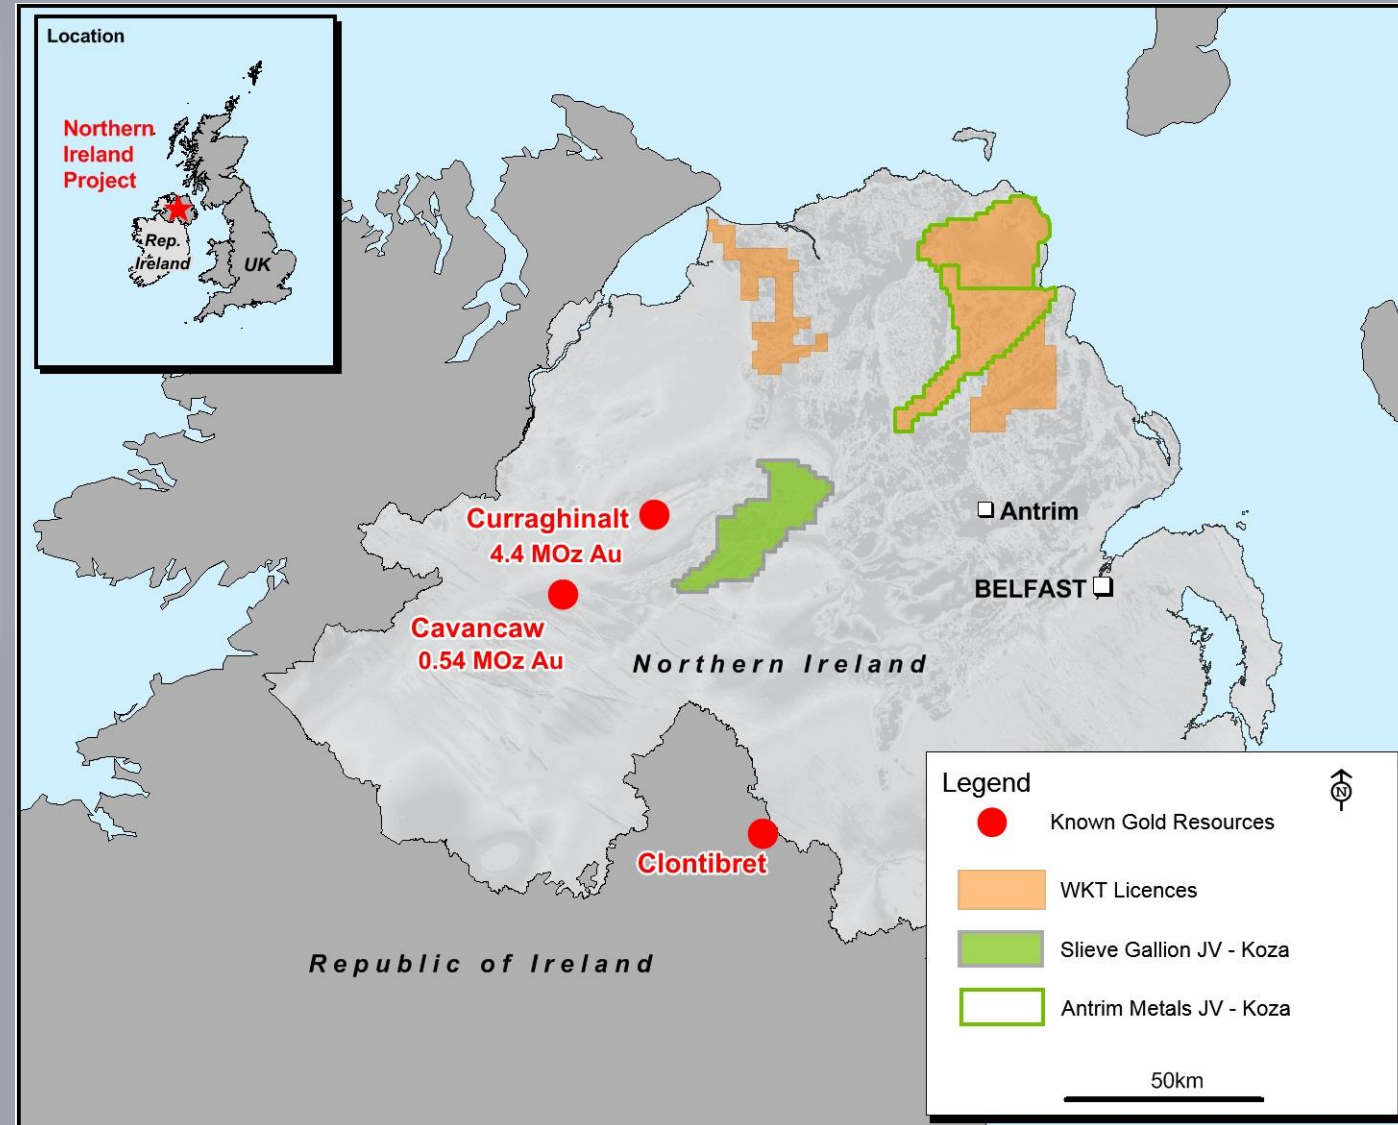 Location
Northern
Ireland
Project
Rep.
Ireland
UK
Curraghinalt
4.4 MOz Au
Antrim
BELFAST
Cavancaw
0.54 MOz Au
Northern Ireland
Clontibret
Republic of Ireland
Legend
N
Known Gold Resources
WKT Licences
Slieve Gallion JV - Koza
Antrim Metals JV - Koza
50km